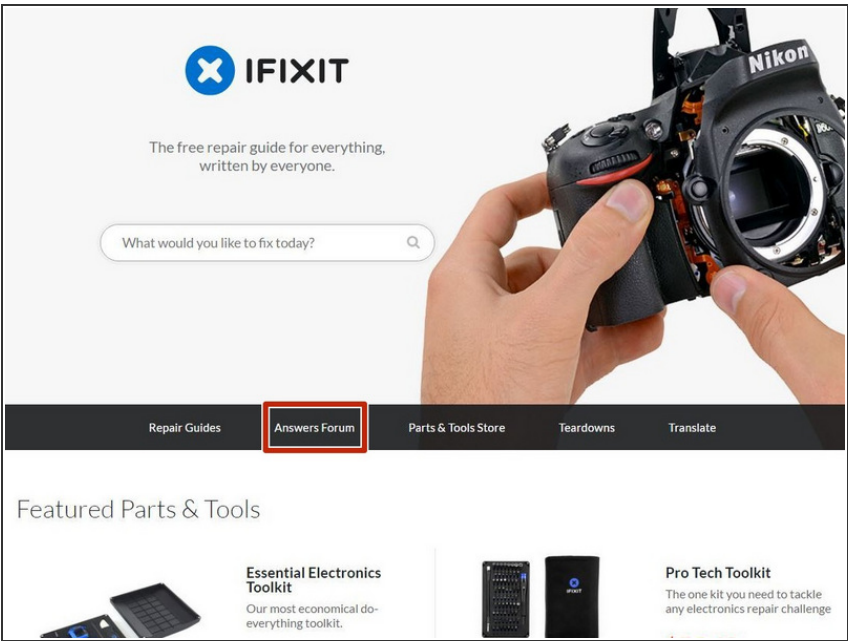 IFIXIT
Nikon
The free repair guide for everything,
written by everyone.
What would you like to fix today?
Repair Guides
Answers Forum
Parts & Tools Store
Teardowns
Translate
Featured Parts & Tools
Essential Electronics
Toolkit
Our most economical do-
everything toolkit.
IFIXIT
Pro Tech Toolkit
The one kit you need to tackle
any electronics repair challenge